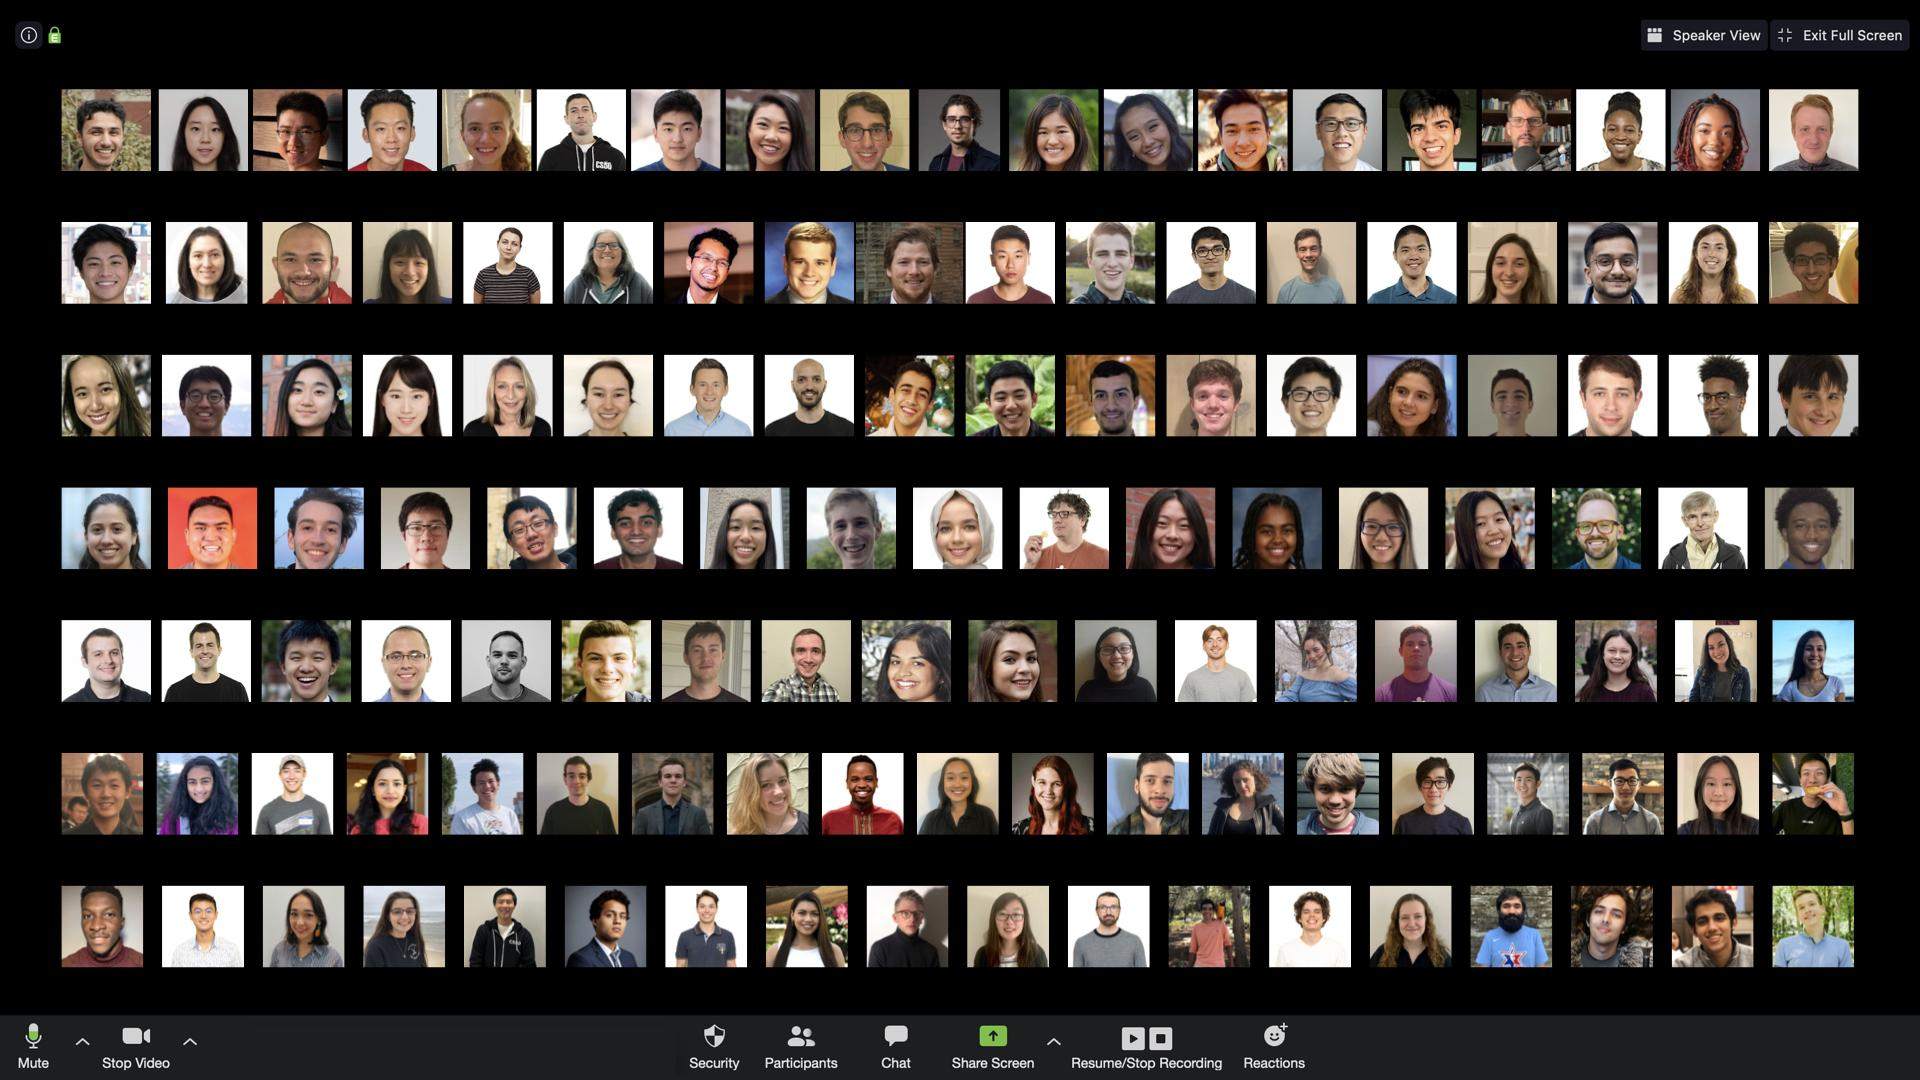 Speaker View
Exit Full Screen
CS50
Mute
Stop Video
Security
Participants
Chat
Share Screen
Resume/Stop Recording
Reactions